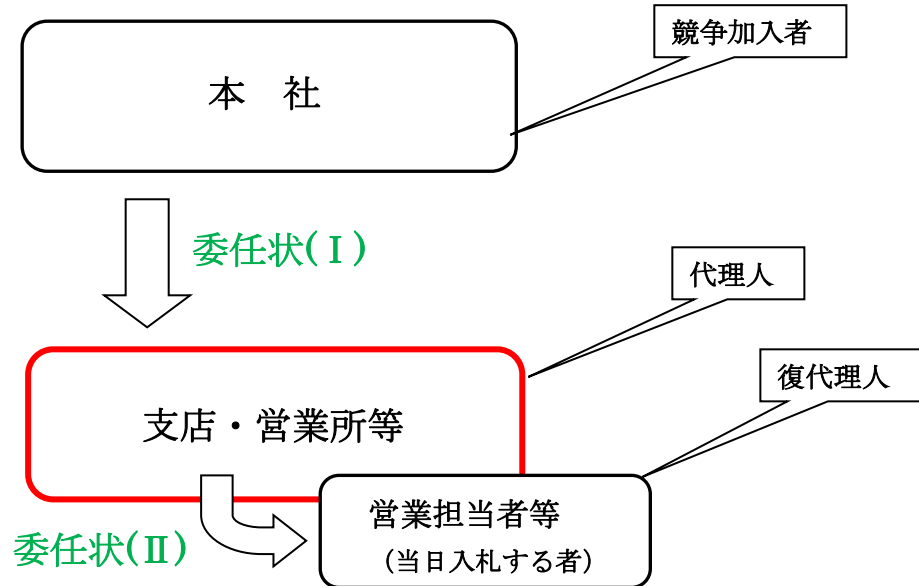 競争加入者
本　社
委任状(Ⅰ)
代理人
復代理人
支店・営業所等
営業担当者等
(当日入札する者)
委任状(Ⅱ)